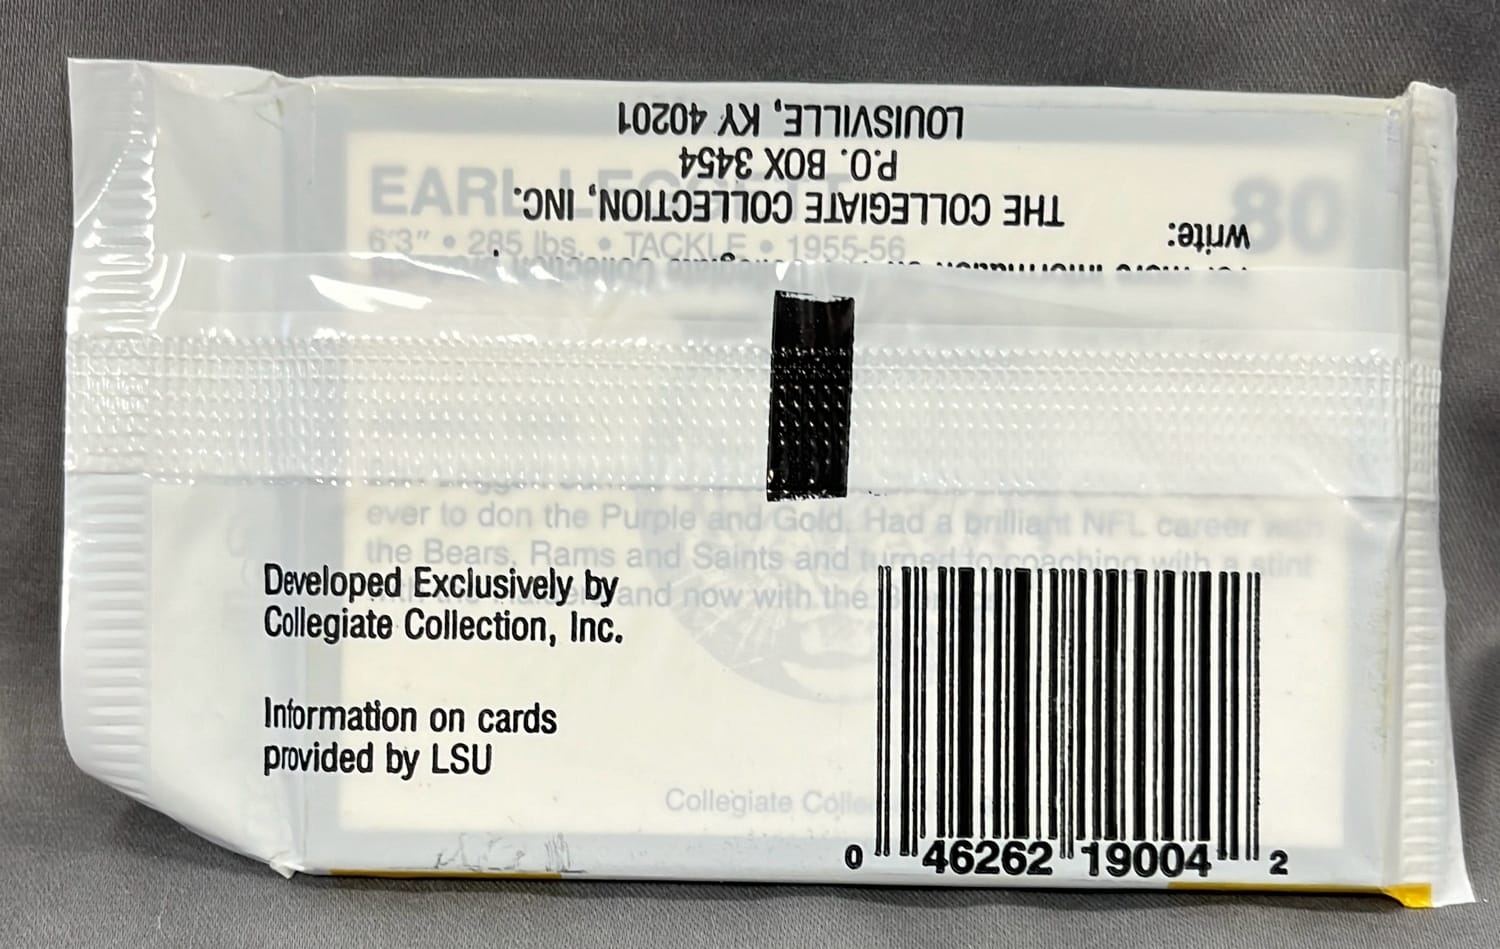 LOUISVILLE, KY 40201
P.O. BOX 3454
THE COLLEGIATE COLLECTION, INC.
write:
EARL LEGGETT 80
6'3" • 285 lbs. • TACKLE • 1955-56
ever to don the Purple and Gold. Had a brilliant NFL career with
the Bears, Rams and Saints and turned to coaching with a stint
and now with the
Developed Exclusively by
Collegiate Collection, Inc.
Information on cards
provided by LSU
Collegiate
0 46262 19004 2